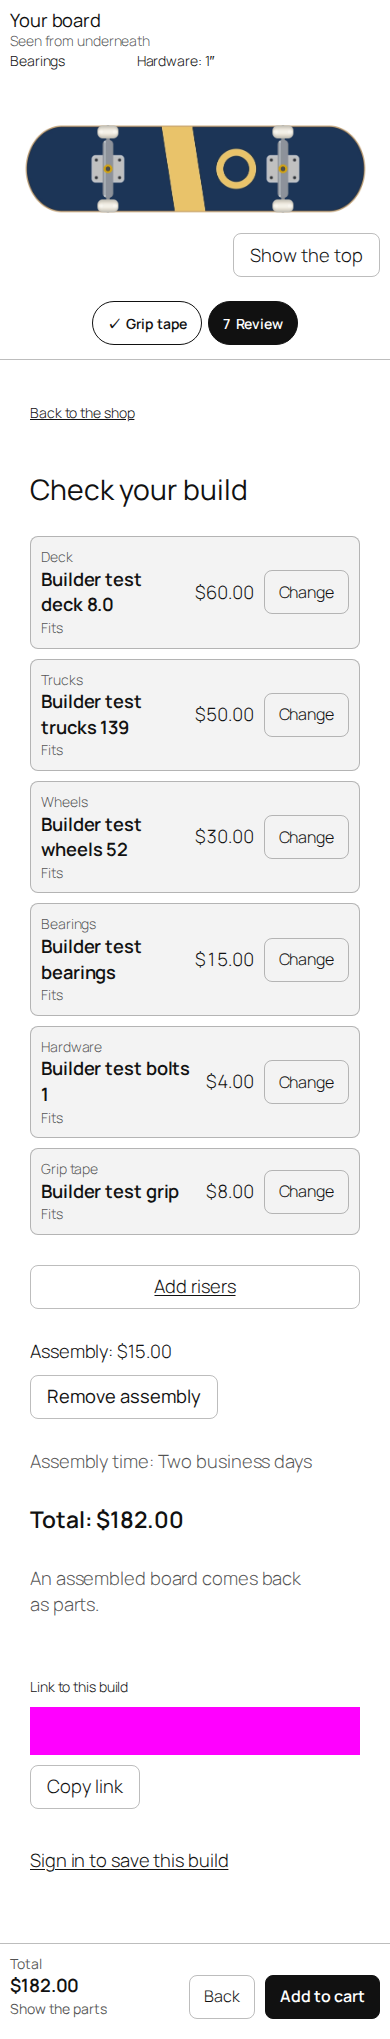 Your board
Seen from underneath
Bearings Hardware: 1″
Show the top
✓ Grip tape 7 Review
Back to the shop
Check your build
Deck
Builder test
deck 8.0
Fits
$60.00
Change
Trucks
Builder test
trucks 139
Fits
$50.00
Change
Wheels
Builder test
wheels 52
Fits
$30.00
Change
Bearings
Builder test
bearings
Fits
$15.00
Change
Hardware
Builder test bolts
1
Fits
$4.00
Change
Grip tape
Builder test grip
Fits
$8.00
Change
Add risers
Assembly: $15.00
Remove assembly
Assembly time: Two business days
Total: $182.00
An assembled board comes back
as parts.
Link to this build
Copy link
Sign in to save this build
Total
$182.00
Show the parts
Back
Add to cart